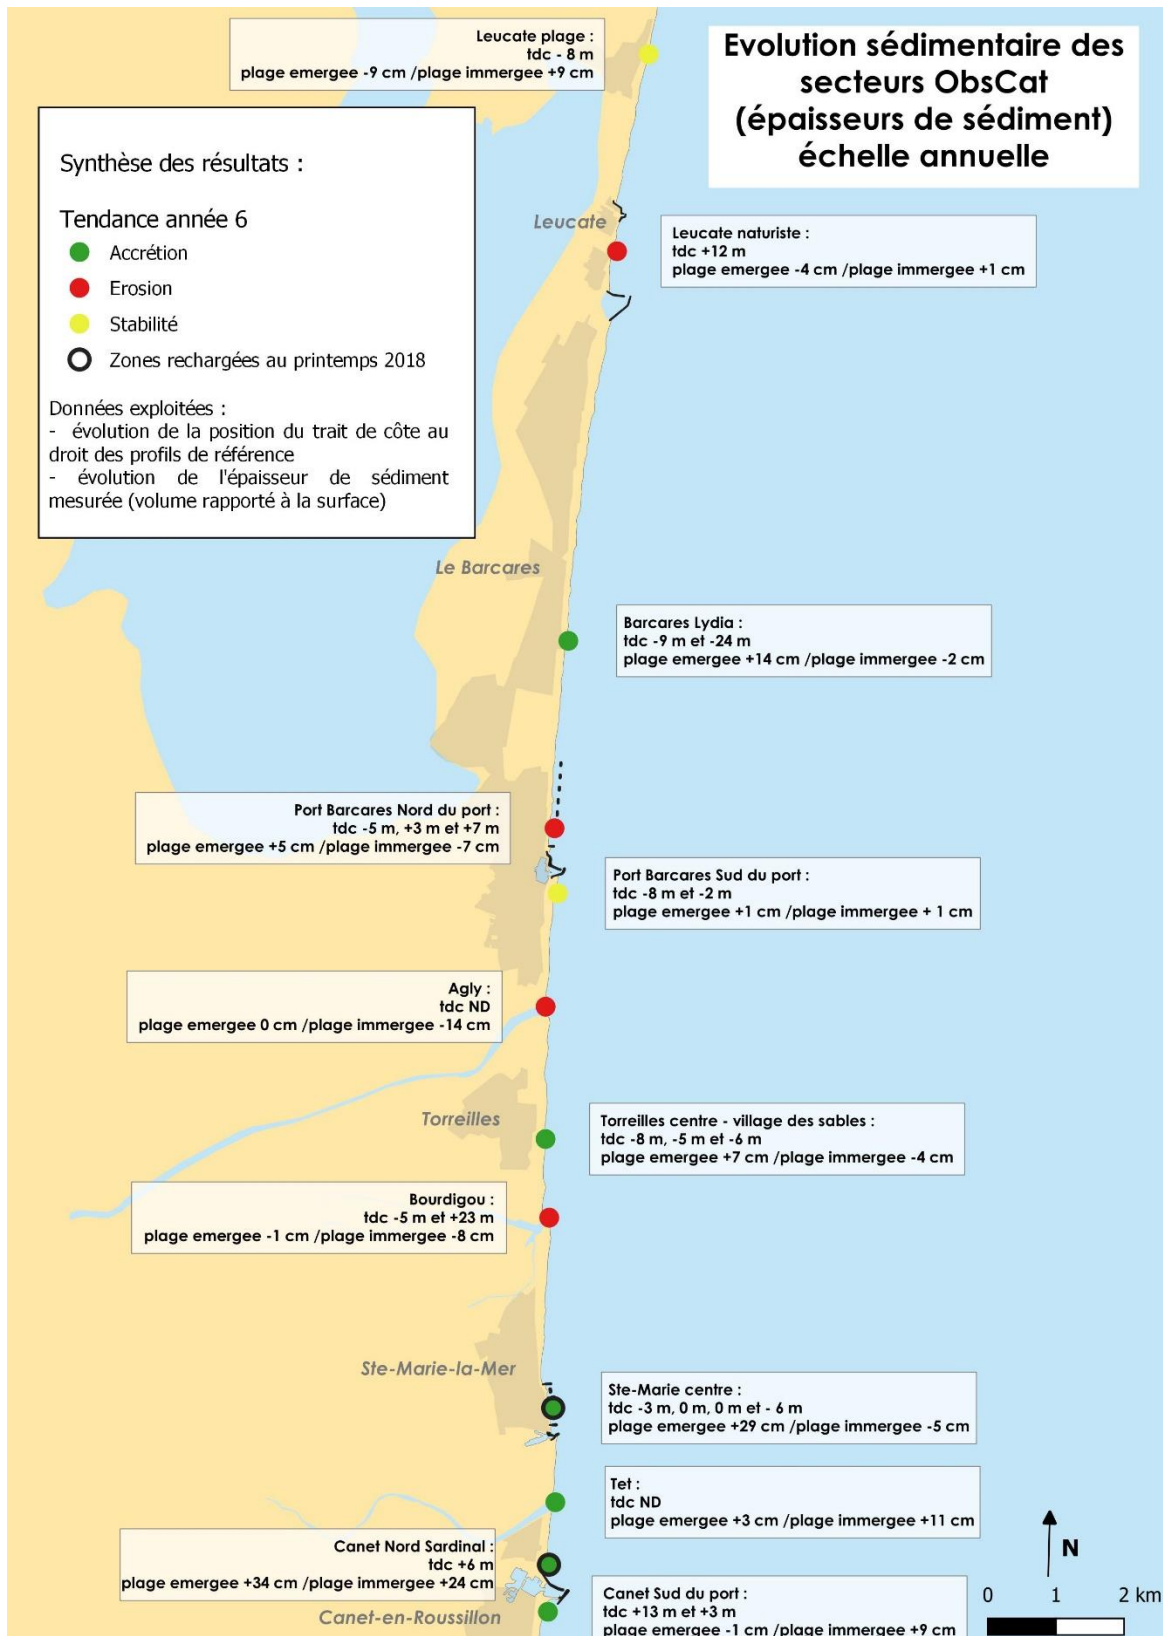 Leucate plage :
tdc - 8 m
plage emergee -9 cm /plage immergee +9 cm
Evolution sédimentaire des
secteurs ObsCat
(épaisseurs de sédiment)
échelle annuelle
Synthèse des résultats :
Tendance année 6
Accrétion
Erosion
Stabilité
Zones rechargées au printemps 2018
Données exploitées :
- évolution de la position du trait de côte au
droit des profils de référence
- évolution de l'épaisseur de sédiment
mesurée (volume rapporté à la surface)
Leucate
Leucate naturiste :
tdc +12 m
plage emergee -4 cm /plage immergee +1 cm
Le Barcares
Barcares Lydia :
tdc -9 m et -24 m
plage emergee +14 cm /plage immergee -2 cm
Port Barcares Nord du port :
tdc -5 m, +3 m et +7 m
plage emergee +5 cm /plage immergee -7 cm
Port Barcares Sud du port :
tdc -8 m et -2 m
plage emergee +1 cm /plage immergee + 1 cm
Agly :
tdc ND
plage emergee 0 cm /plage immergee -14 cm
Torreilles
Torreilles centre - village des sables :
tdc -8 m, -5 m et -6 m
plage emergee +7 cm /plage immergee -4 cm
Bourdigou :
tdc -5 m et +23 m
plage emergee -1 cm /plage immergee -8 cm
Ste-Marie-la-Mer
Ste-Marie centre :
tdc -3 m, 0 m, 0 m et - 6 m
plage emergee +29 cm /plage immergee -5 cm
Tet :
tdc ND
plage emergee +3 cm /plage immergee +11 cm
Canet Nord Sardinal :
tdc +6 m
plage emergee +34 cm /plage immergee +24 cm
Canet-en-Roussillon
Canet Sud du port :
tdc +13 m et +3 m
plage emergee -1 cm /plage immergee +9 cm
N
0 1 2 km